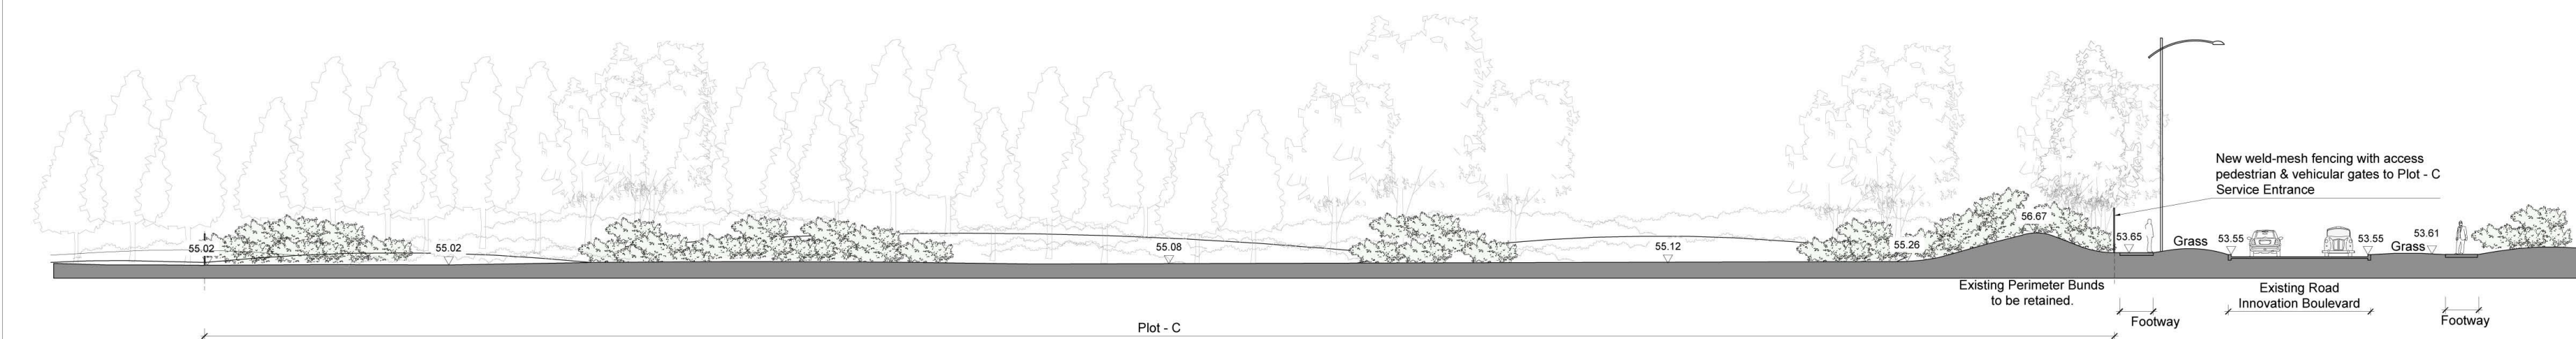 New weld-mesh fencing with access
pedestrian & vehicular gates to Plot - C
Service Entrance
56.67
53.65
Grass
53.55
53.55
53.61
Grass
55.02
55.02
55.08
55.12
55.26
Existing Perimeter Bunds
to be retained.
Existing Road
Innovation Boulevard
Footway
Footway
Plot - C